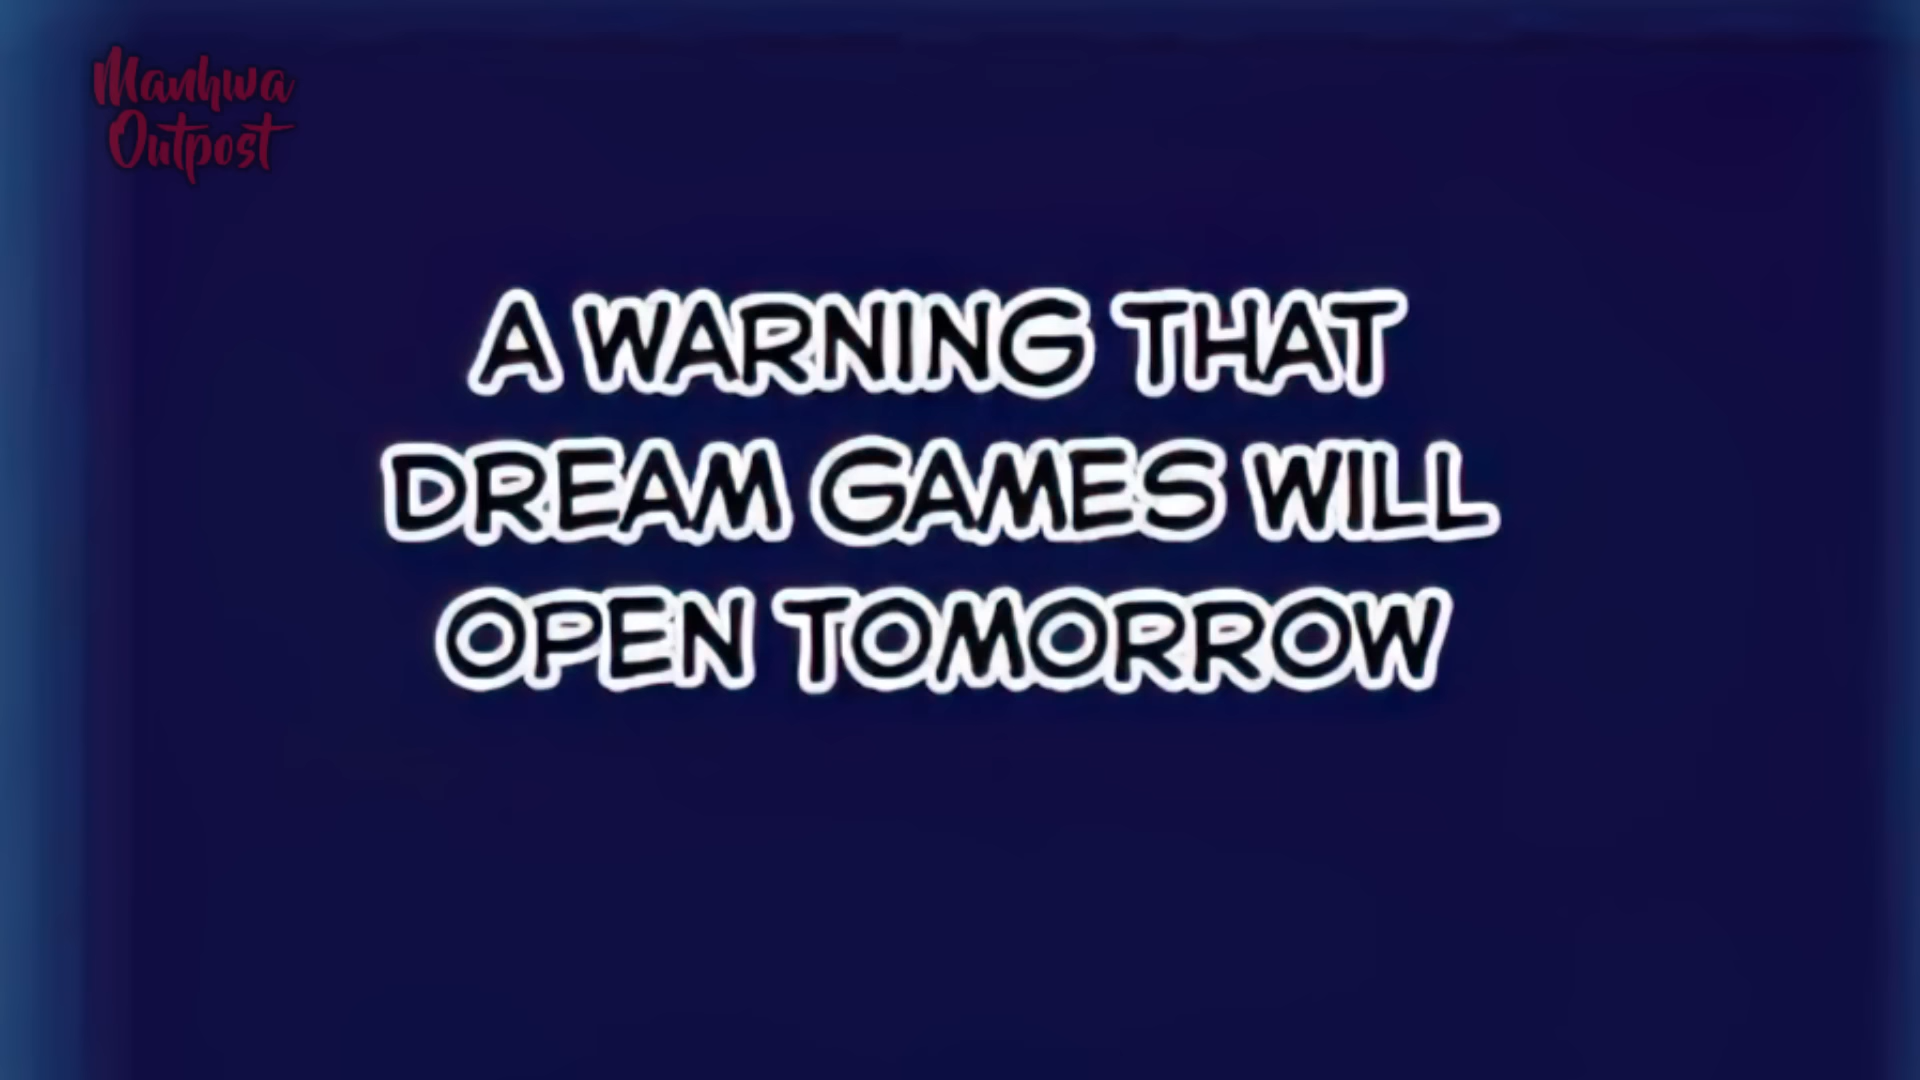 Manhwa
Outpost
A WARNING THAT
DREAM GAMES WILL
OPEN TOMORROW